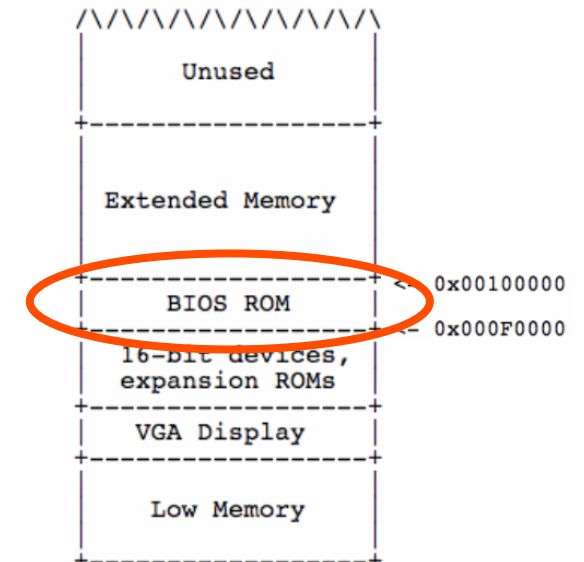 /\/\/\/\/\/\/\/\/\/\
Unused
+------------------+
Extended Memory
+------------------+ <- 0x00100000
BIOS ROM
+------------------+ <- 0x000F0000
16-bit devices,
expansion ROMs
+------------------+
VGA Display
+------------------+
Low Memory
+------------------+